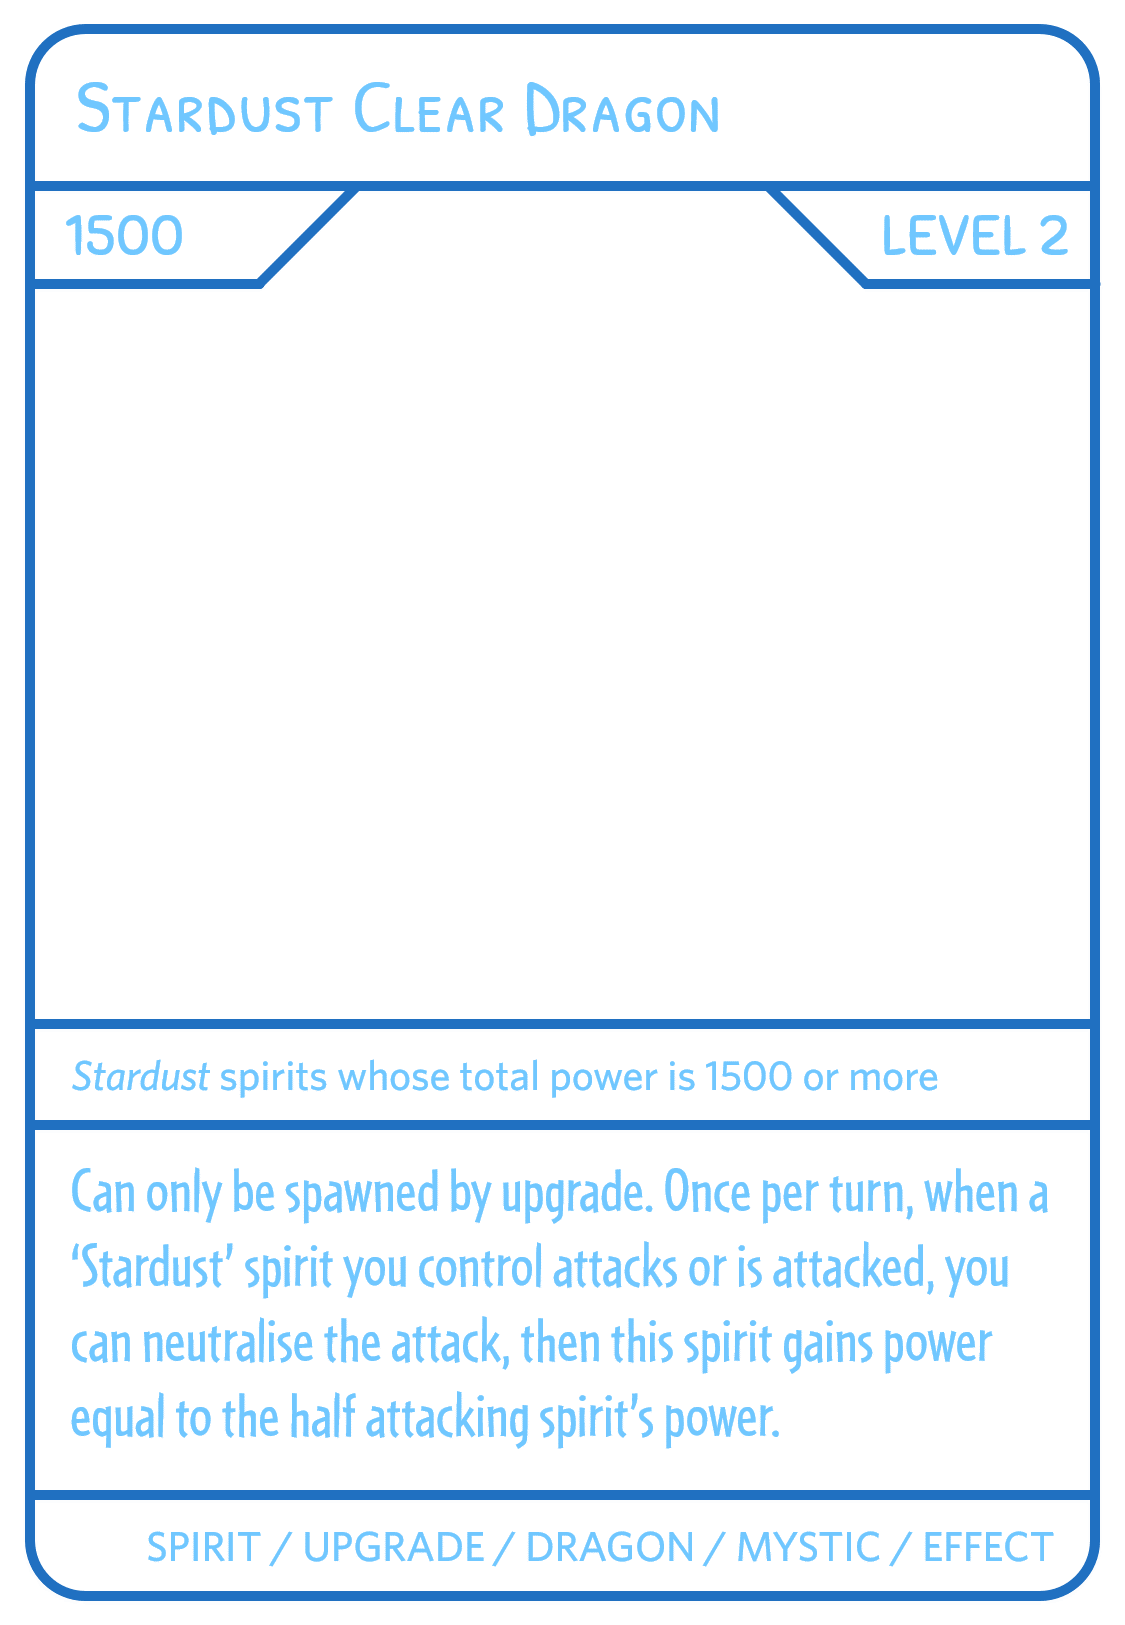 Stardust Clear Dragon
1500
LEVEL 2
Stardust spirits whose total power is 1500 or more
Can only be spawned by upgrade. Once per turn, when a
‘Stardust’ spirit you control attacks or is attacked, you
can neutralise the attack, then this spirit gains power
equal to the half attacking spirit’s power.
SPIRIT / UPGRADE / DRAGON / MYSTIC / EFFECT